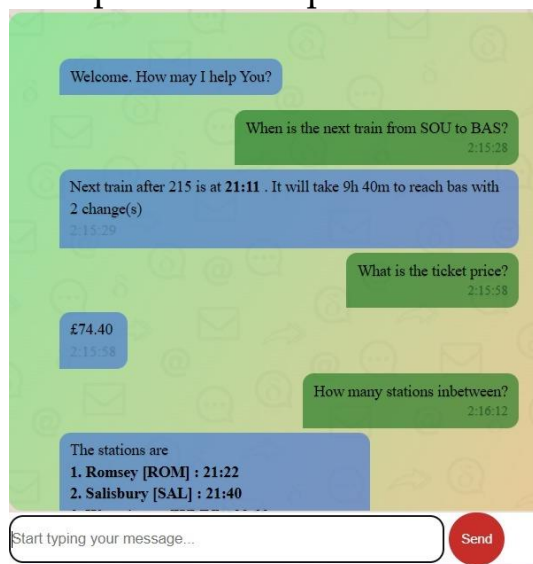 Welcome. How may I help You?
When is the next train from SOU to BAS?
2:15:28
Next train after 215 is at 21:11 . It will take 9h 40m to reach bas with
2 change(s)
2:15:29
What is the ticket price?
2:15:58
£74.40
2:15:58
How many stations inbetween?
2:16:12
The stations are
1. Romsey [ROM] : 21:22
2. Salisbury [SAL] : 21:40
Start typing your message...
Send